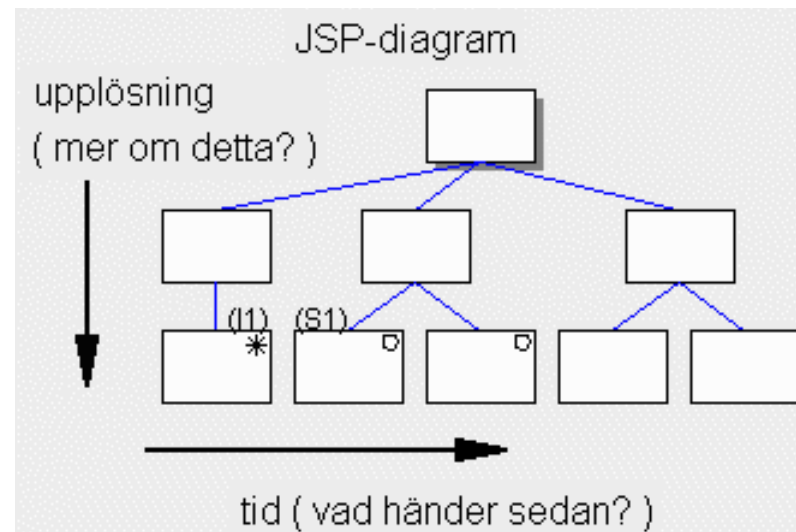 JSP-diagram
upplösning
( mer om detta? )
(I1)
(S1)
tid ( vad händer sedan? )